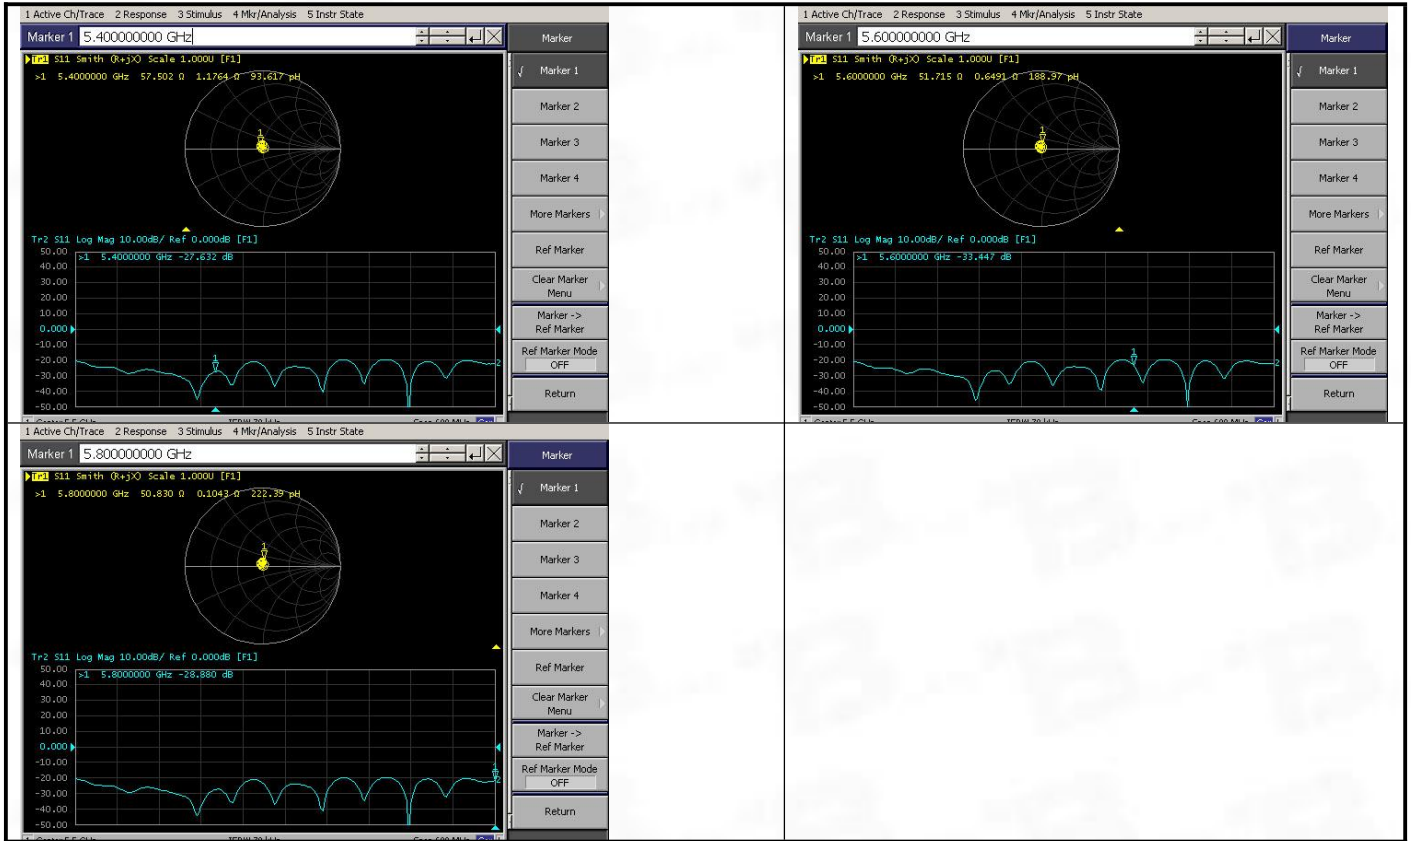 1 Active Ch/Trace 2 Response 3 Stimulus 4 Mkr/Analysis 5 Instr State
Marker 1 5.400000000 GHz
Marker
Tr1 S11 Smith (R+jX) Scale 1.000U [F1]
>1 5.4000000 GHz 57.502 Ω 1.1764 Ω 93.617 pH
√ Marker 1
Marker 2
1
Marker 3
Marker 4
More Markers
Tr2 S11 Log Mag 10.00dB/ Ref 0.000dB [F1]
Ref Marker
50.00
>1 5.4000000 GHz -27.632 dB
40.00
30.00
Clear Marker
Menu
20.00
10.00
Marker ->
Ref Marker
0.000
-10.00
Ref Marker Mode
OFF
-20.00
1
2
-30.00
-40.00
Return
-50.00
1 Active Ch/Trace 2 Response 3 Stimulus 4 Mkr/Analysis 5 Instr State
Marker 1 5.600000000 GHz
Marker
Tr1 S11 Smith (R+jX) Scale 1.000U [F1]
>1 5.6000000 GHz 51.715 Ω 0.6491 Ω 188.97 pH
√ Marker 1
Marker 2
1
Marker 3
Marker 4
More Markers
Tr2 S11 Log Mag 10.00dB/ Ref 0.000dB [F1]
Ref Marker
50.00
>1 5.6000000 GHz -33.447 dB
40.00
30.00
Clear Marker
Menu
20.00
10.00
Marker ->
Ref Marker
0.000
-10.00
Ref Marker Mode
OFF
-20.00
1
2
-30.00
-40.00
Return
-50.00
1 Active Ch/Trace 2 Response 3 Stimulus 4 Mkr/Analysis 5 Instr State
Marker 1 5.800000000 GHz
Marker
Tr1 S11 Smith (R+jX) Scale 1.000U [F1]
>1 5.8000000 GHz 50.830 Ω 0.1043 Ω 222.39 pH
√ Marker 1
Marker 2
1
Marker 3
Marker 4
More Markers
Tr2 S11 Log Mag 10.00dB/ Ref 0.000dB [F1]
Ref Marker
50.00
>1 5.8000000 GHz -28.880 dB
40.00
30.00
Clear Marker
Menu
20.00
10.00
Marker ->
Ref Marker
0.000
-10.00
Ref Marker Mode
OFF
-20.00
1
2
-30.00
-40.00
Return
-50.00